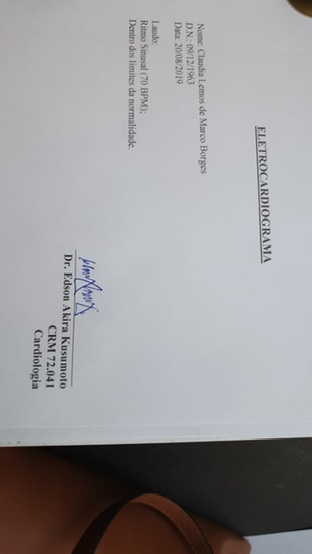 ELETROCARDIOGRAMA
Nome: Claudia Lemos de Marco Borges
D.N.: 09/12/1963
Data: 20/08/2019
Laudo:
Ritmo Sinusal (70 BPM);
Dentro dos limites da normalidade.
Dr. Edson Akira Kusumoto
CRM 72.041
Cardiologia